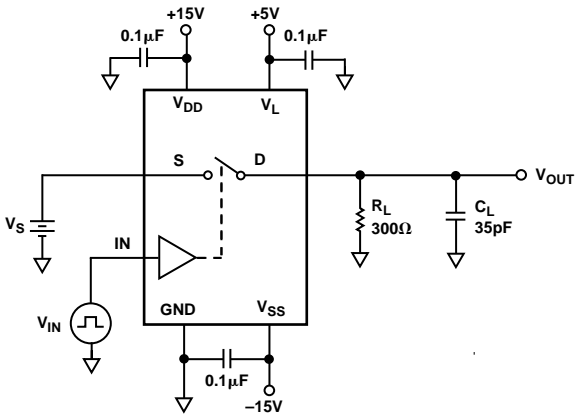 +15V
+5V
0.1μF
0.1μF
VDD
VL
S
D
VOUT
VS
RL
300Ω
CL
35pF
IN
VIN
GND
VSS
0.1μF
−15V